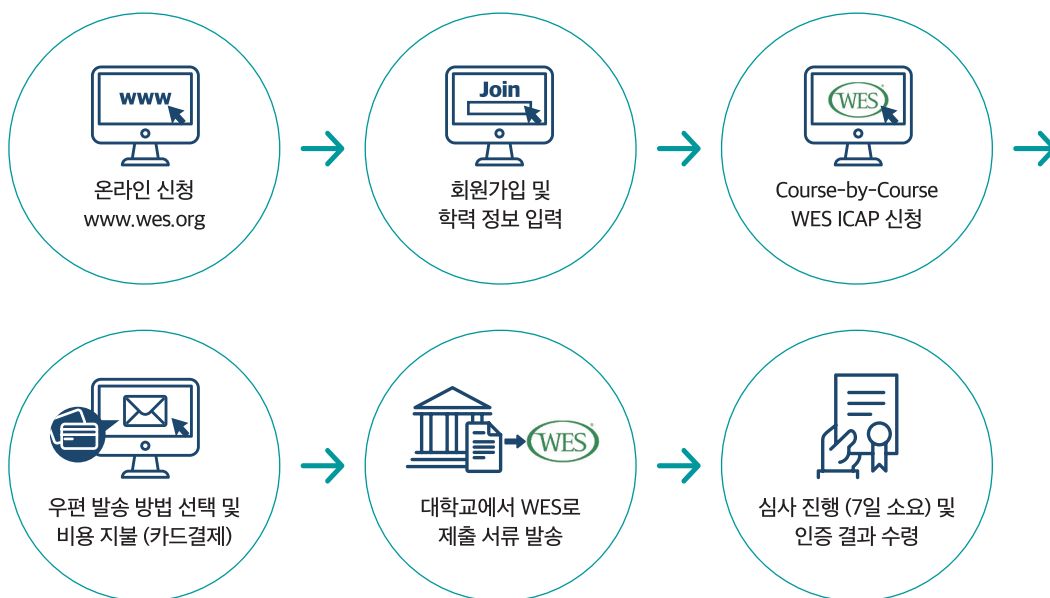 www
온라인 신청
www.wes.org
Join
회원가입 및
학력 정보 입력
WES
Course-by-Course
WES ICAP 신청
우편 발송 방법 선택 및
비용 지불 (카드결제)
WES
대학교에서 WES로
제출 서류 발송
심사 진행 (7일 소요) 및
인증 결과 수령